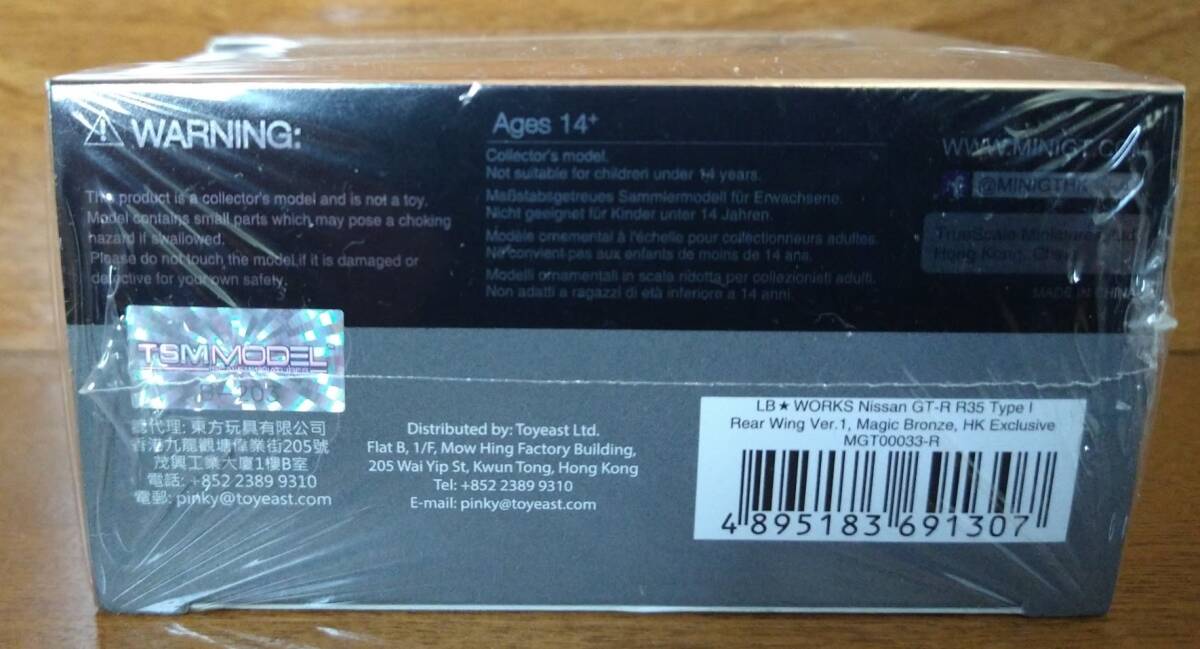 WARNING:
This product is a collector's model and is not a toy.
Model contains small parts which may pose a choking
hazard if swallowed.
Please do not touch the model if it is damaged or
defective for your own safety.
Ages 14+
Collector's model.
Not suitable for children under 14 years.
Maßstabsgetreues Sammlermodell für Erwachsene.
Nicht geeignet für Kinder unter 14 Jahren.
Modèle ornemental à l'échelle pour collectionneurs adultes.
Ne convient pas aux enfants de moins de 14 ans.
Modelli ornamentali in scala ridotta per collezionisti adulti.
Non adatti a ragazzi di età inferiore a 14 anni.
WWW.MINIGT.COM
@MINIGTHK
TrueScale Miniatures
Hong Kong,
MADE IN CHINA
TSM MODEL
代理: 東方玩具有限公司
香港九龍觀塘偉業街205號
茂興工業大廈1樓B室
電話: +852 2389 9310
電郵: pinky@toyeast.com
Distributed by: Toyeast Ltd.
Flat B, 1/F, Mow Hing Factory Building,
205 Wai Yip St, Kwun Tong, Hong Kong
Tel: +852 2389 9310
E-mail: pinky@toyeast.com
LB★WORKS Nissan GT-R R35 Type I
Rear Wing Ver.1, Magic Bronze, HK Exclusive
MGT00033-R
4 895183 691307